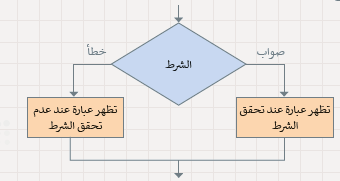 الشرط
صواب
خطأ
تظهر عبارة عند تحقق
الشرط
تظهر عبارة عند عدم
تحقق الشرط